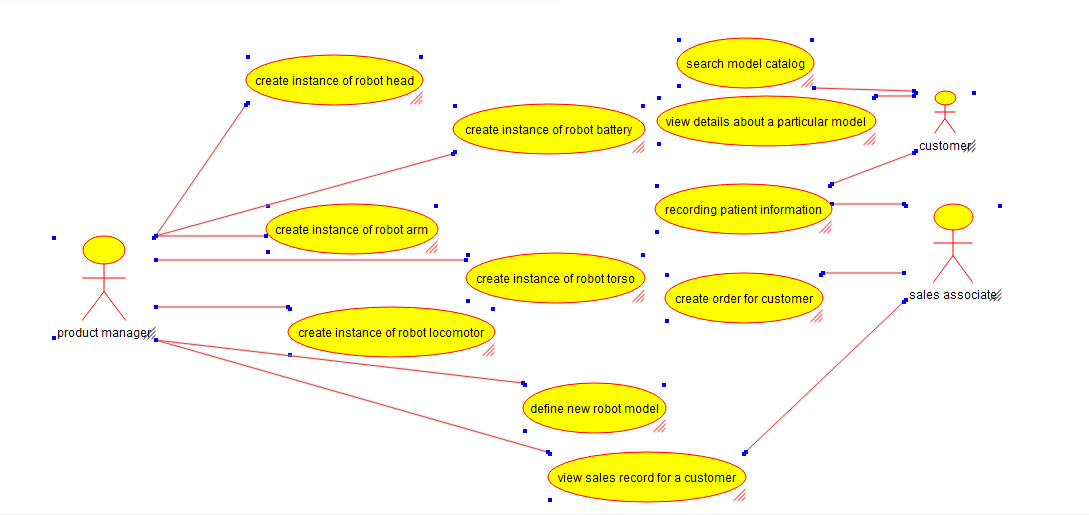 search model catalog
create instance of robot head
view details about a particular model
create instance of robot battery
customer
recording patient information
create instance of robot arm
create instance of robot torso
sales associate
create order for customer
product manager
create instance of robot locomotor
define new robot model
view sales record for a customer